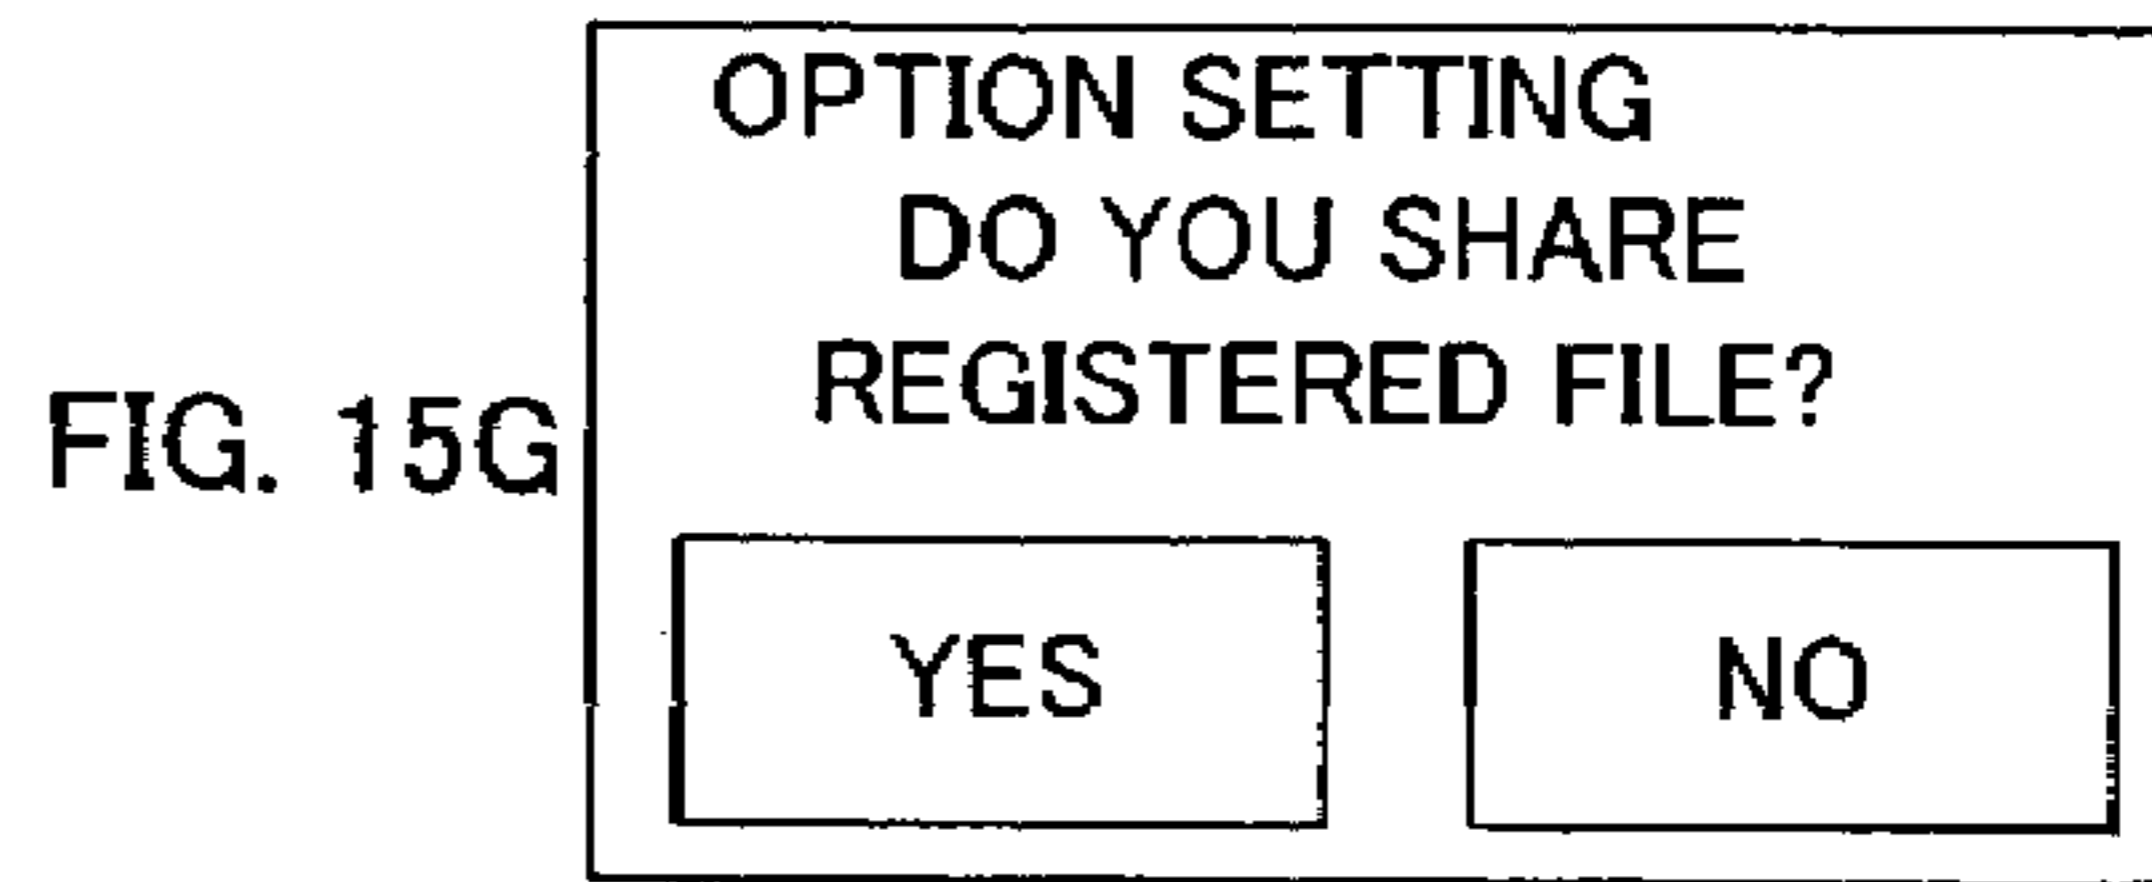 OPTION SETTING
DO YOU SHARE
REGISTERED FILE?
FIG. 15G
YES
NO